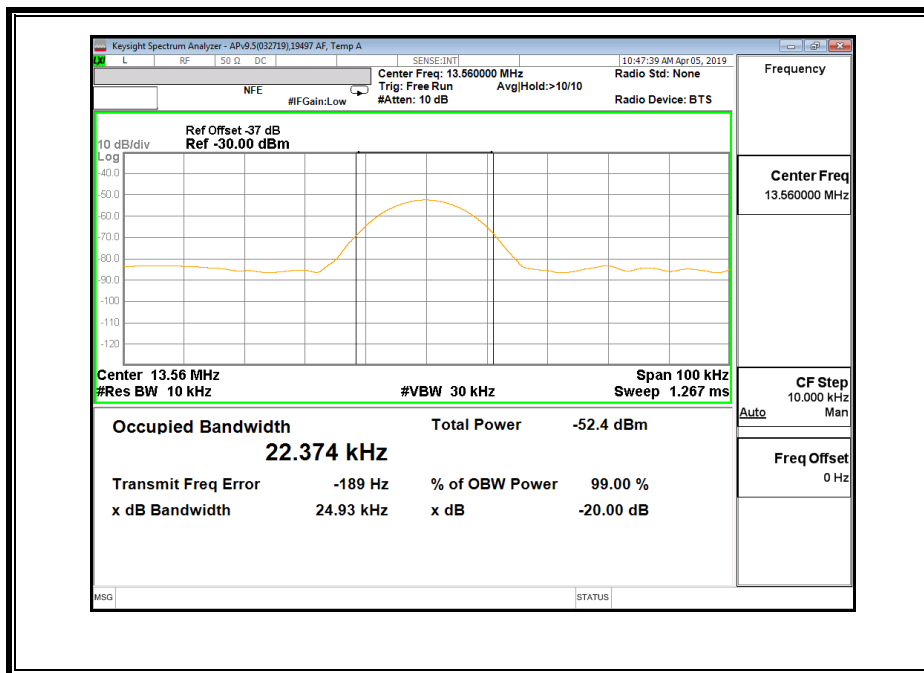 Keysight Spectrum Analyzer - APv9.5(032719),19497 AF, Temp A
LXI L RF 50 Ω DC SENSE:INT 10:47:39 AM Apr 05, 2019
Center Freq: 13.560000 MHz Radio Std: None
NFE Trig: Free Run Avg|Hold:>10/10
#IFGain:Low #Atten: 10 dB Radio Device: BTS
Frequency
Ref Offset -37 dB
10 dB/div Ref -30.00 dBm
Log
-40.0
-50.0
-60.0
-70.0
-80.0
-90.0
-100
-110
-120
Center 13.56 MHz Span 100 kHz
#Res BW 10 kHz #VBW 30 kHz Sweep 1.267 ms
Occupied Bandwidth Total Power -52.4 dBm
22.374 kHz
Transmit Freq Error -189 Hz % of OBW Power 99.00 %
x dB Bandwidth 24.93 kHz x dB -20.00 dB
Center Freq
13.560000 MHz
CF Step
10.000 kHz
Auto Man
Freq Offset
0 Hz
MSG STATUS